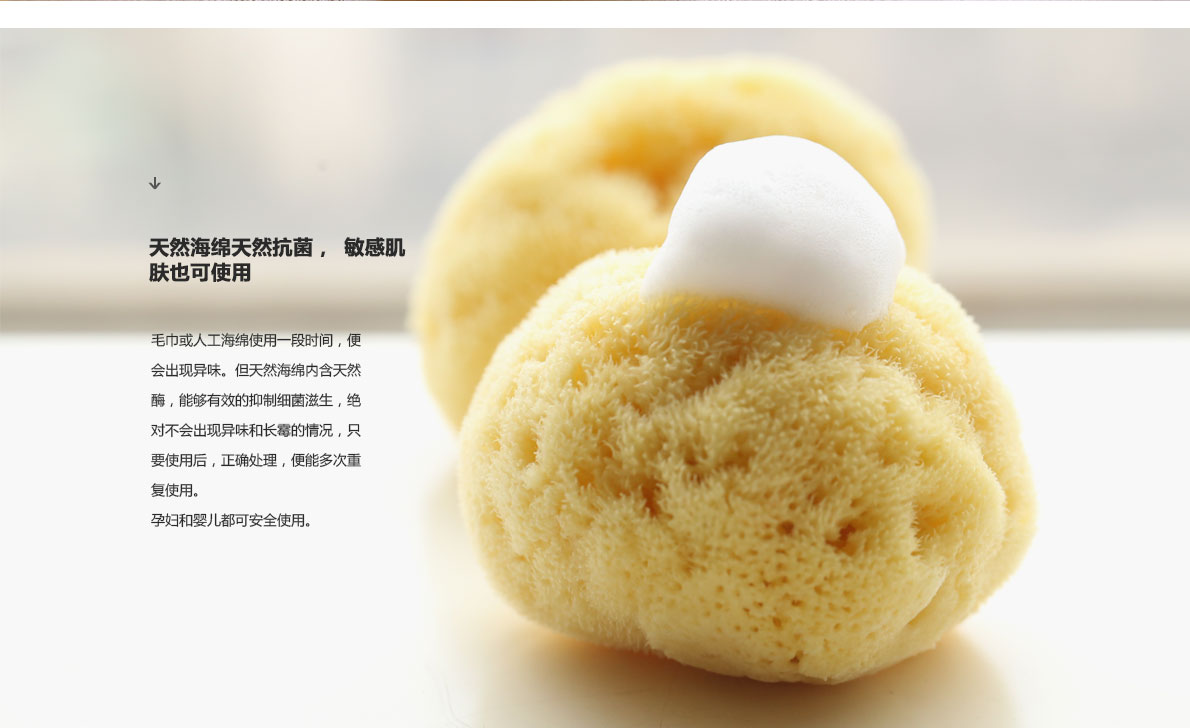 天然海绵天然抗菌， 敏感肌
肤也可使用
毛巾或人工海绵使用一段时间，便
会出现异味。但天然海绵内含天然
酶，能够有效的抑制细菌滋生，绝
对不会出现异味和长霉的情况，只
要使用后，正确处理，便能多次重
复使用。
孕妇和婴儿都可安全使用。